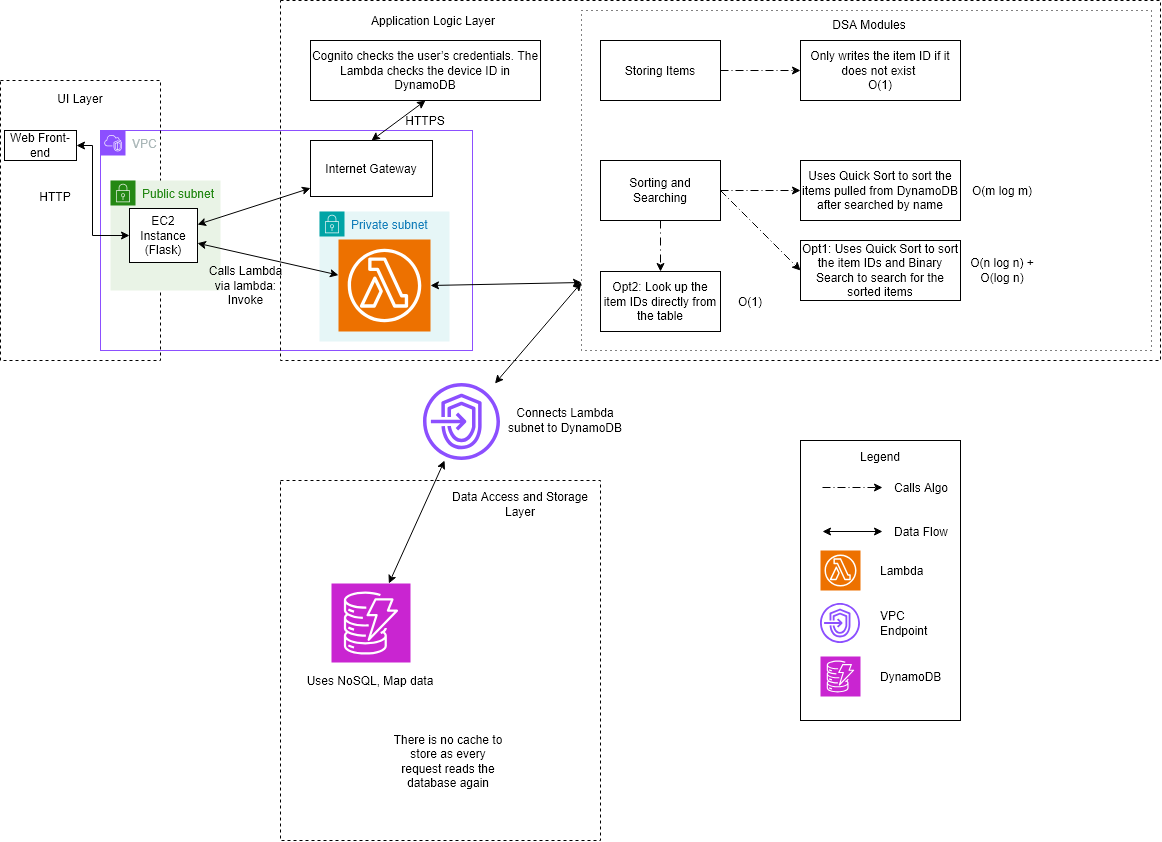 Application Logic Layer
DSA Modules
Cognito checks the user's credentials. The
Lambda checks the device ID in
DynamoDB
Storing Items
Only writes the item ID if it
does not exist
O(1)
UI Layer
HTTPS
Web Front-
end
VPC
Internet Gateway
Sorting and
Searching
Uses Quick Sort to sort the
items pulled from DynamoDB
after searched by name
O(m log m)
HTTP
Public subnet
EC2
Instance
(Flask)
Private subnet
Calls Lambda
via lambda:
Invoke
Opt1: Uses Quick Sort to sort
the item IDs and Binary
Search to search for the
sorted items
O(n log n) +
O(log n)
Opt2: Look up the
item IDs directly from
the table
O(1)
Connects Lambda
subnet to DynamoDB
Legend
Calls Algo
Data Flow
Lambda
VPC
Endpoint
DynamoDB
Data Access and Storage
Layer
Uses NoSQL, Map data
There is no cache to
store as every
request reads the
database again